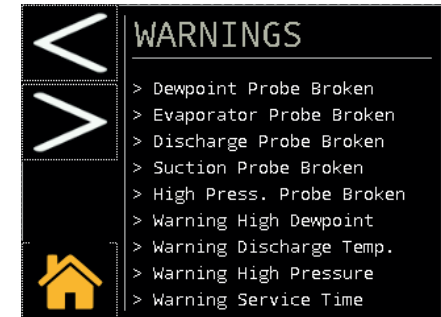 WARNINGS
> Dewpoint Probe Broken
> Evaporator Probe Broken
> Discharge Probe Broken
> Suction Probe Broken
> High Press. Probe Broken
> Warning High Dewpoint
> Warning Discharge Temp.
> Warning High Pressure
> Warning Service Time